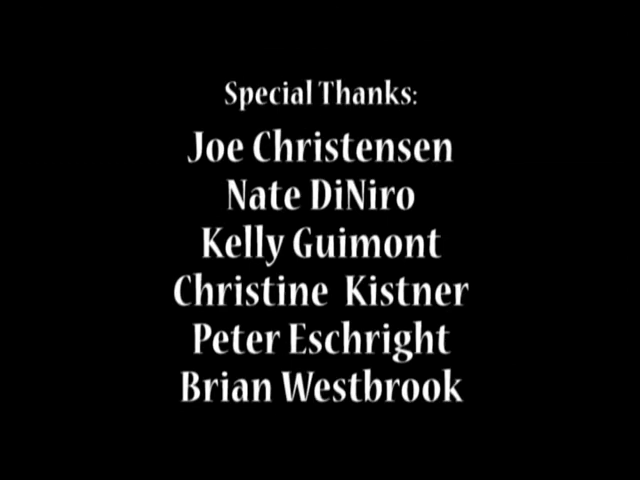 Special Thanks:
Joe Christensen
Nate DiNiro
Kelly Guimont
Christine Kistner
Peter Eschright
Brian Westbrook